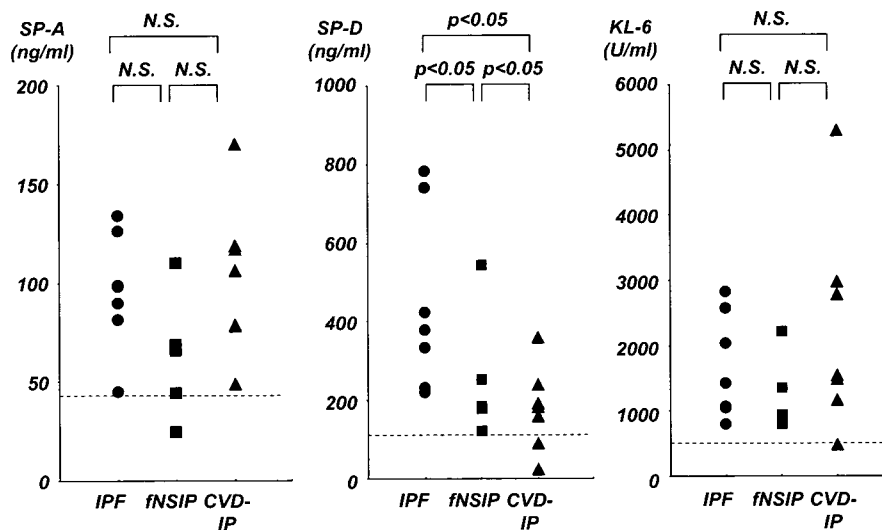 SP-A
(ng/ml)
N.S.
N.S. N.S.
200
150
100
50
0
IPF fNSIP CVD-
IP
SP-D
(ng/ml)
p<0.05
p<0.05 p<0.05
1000
800
600
400
200
0
IPF fNSIP CVD-
IP
KL-6
(U/ml)
N.S.
N.S. N.S.
6000
5000
4000
3000
2000
1000
0
IPF fNSIP CVD-
IP